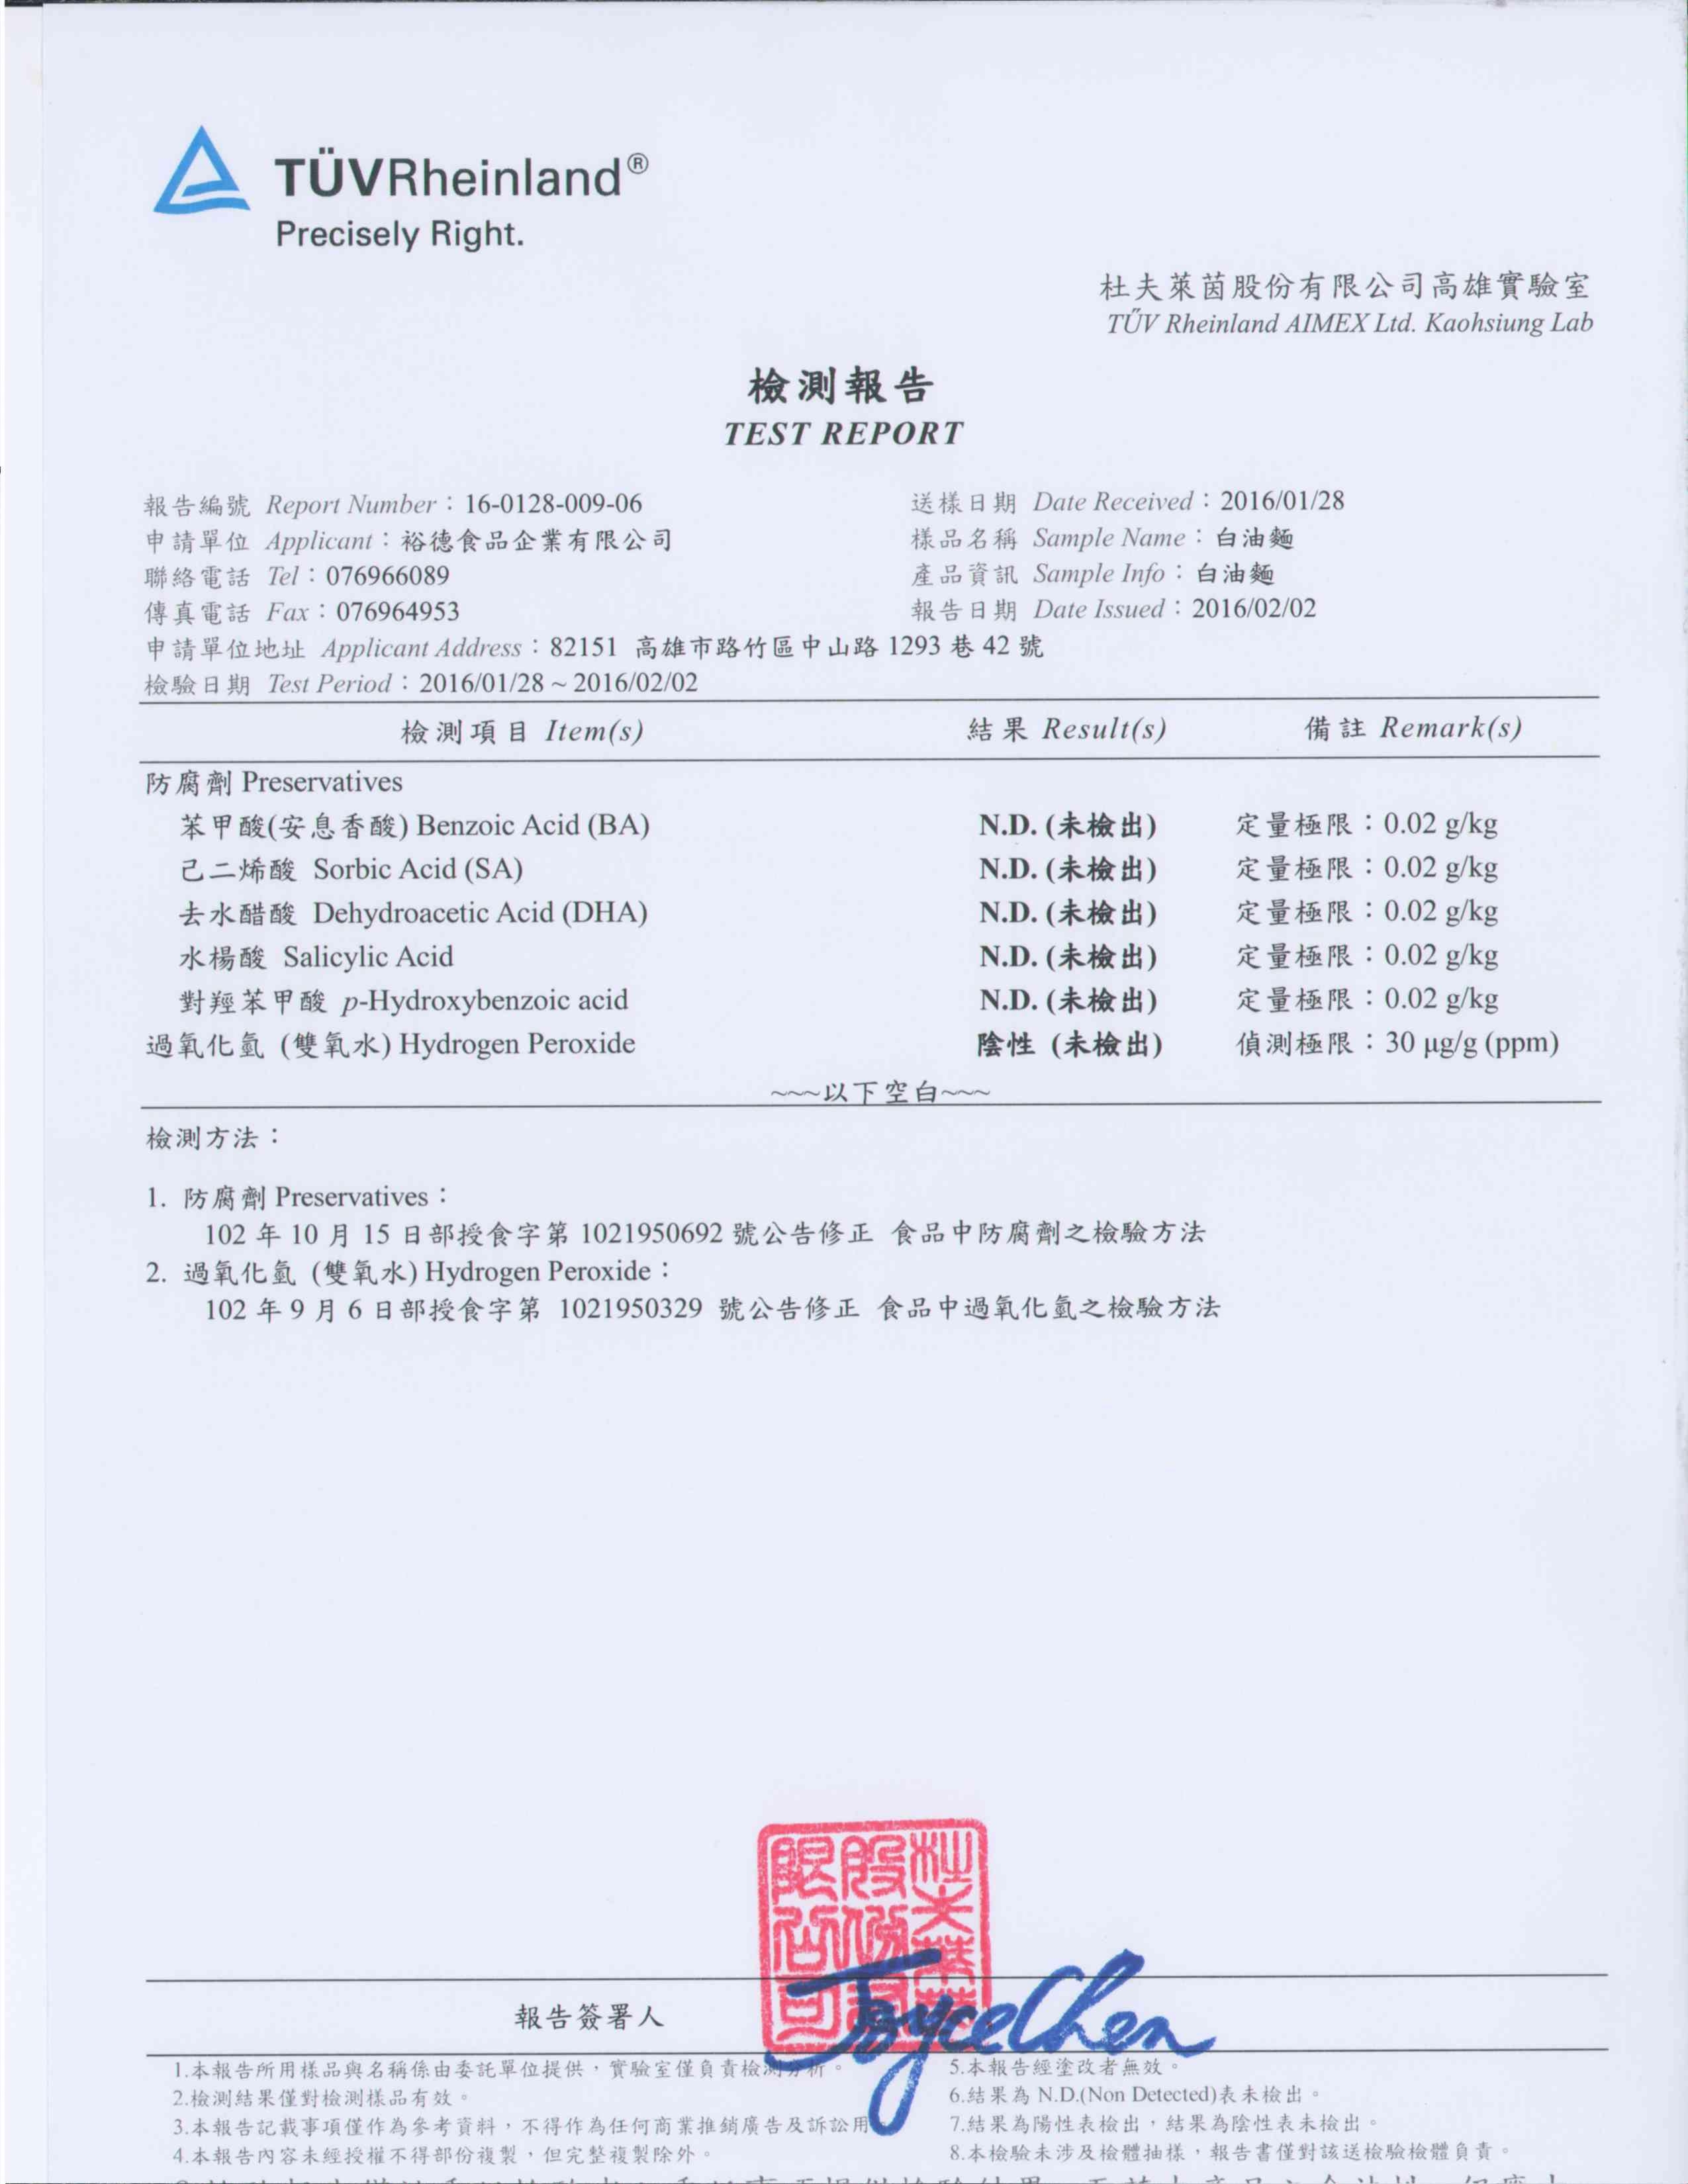 TÜVRheinland®
Precisely Right.
杜夫萊茵股份有限公司高雄實驗室
TŰV Rheinland AIMEX Ltd. Kaohsiung Lab
檢測報告
TEST REPORT
報告編號 Report Number：16-0128-009-06
送樣日期 Date Received：2016/01/28
申請單位 Applicant：裕德食品企業有限公司
樣品名稱 Sample Name：白油麵
聯絡電話 Tel：076966089
產品資訊 Sample Info：白油麵
傳真電話 Fax：076964953
報告日期 Date Issued：2016/02/02
申請單位地址 Applicant Address：82151 高雄市路竹區中山路 1293 巷 42 號
檢驗日期 Test Period：2016/01/28 ~ 2016/02/02
檢測項目 Item(s) 結果 Result(s) 備註 Remark(s)
防腐劑 Preservatives
苯甲酸(安息香酸) Benzoic Acid (BA) N.D. (未檢出) 定量極限：0.02 g/kg
己二烯酸 Sorbic Acid (SA) N.D. (未檢出) 定量極限：0.02 g/kg
去水醋酸 Dehydroacetic Acid (DHA) N.D. (未檢出) 定量極限：0.02 g/kg
水楊酸 Salicylic Acid N.D. (未檢出) 定量極限：0.02 g/kg
對羥苯甲酸 p-Hydroxybenzoic acid N.D. (未檢出) 定量極限：0.02 g/kg
過氧化氫 (雙氧水) Hydrogen Peroxide 陰性 (未檢出) 偵測極限：30 μg/g (ppm)
~~~以下空白~~~
檢測方法：
1. 防腐劑 Preservatives：
102 年 10 月 15 日部授食字第 1021950692 號公告修正 食品中防腐劑之檢驗方法
2. 過氧化氫 (雙氧水) Hydrogen Peroxide：
102 年 9 月 6 日部授食字第 1021950329 號公告修正 食品中過氧化氫之檢驗方法
杜夫萊茵股份有限公司
報告簽署人
Joyce Chen
1.本報告所用樣品與名稱係由委託單位提供，實驗室僅負責檢測分析。
2.檢測結果僅對檢測樣品有效。
3.本報告記載事項僅作為參考資料，不得作為任何商業推銷廣告及訴訟用
4.本報告內容未經授權不得部份複製，但完整複製除外。
5.本報告經塗改者無效。
6.結果為 N.D.(Non Detected)表未檢出。
7.結果為陽性表檢出，結果為陰性表未檢出。
8.本檢驗未涉及檢體抽樣，報告書僅對該送檢驗檢體負責。